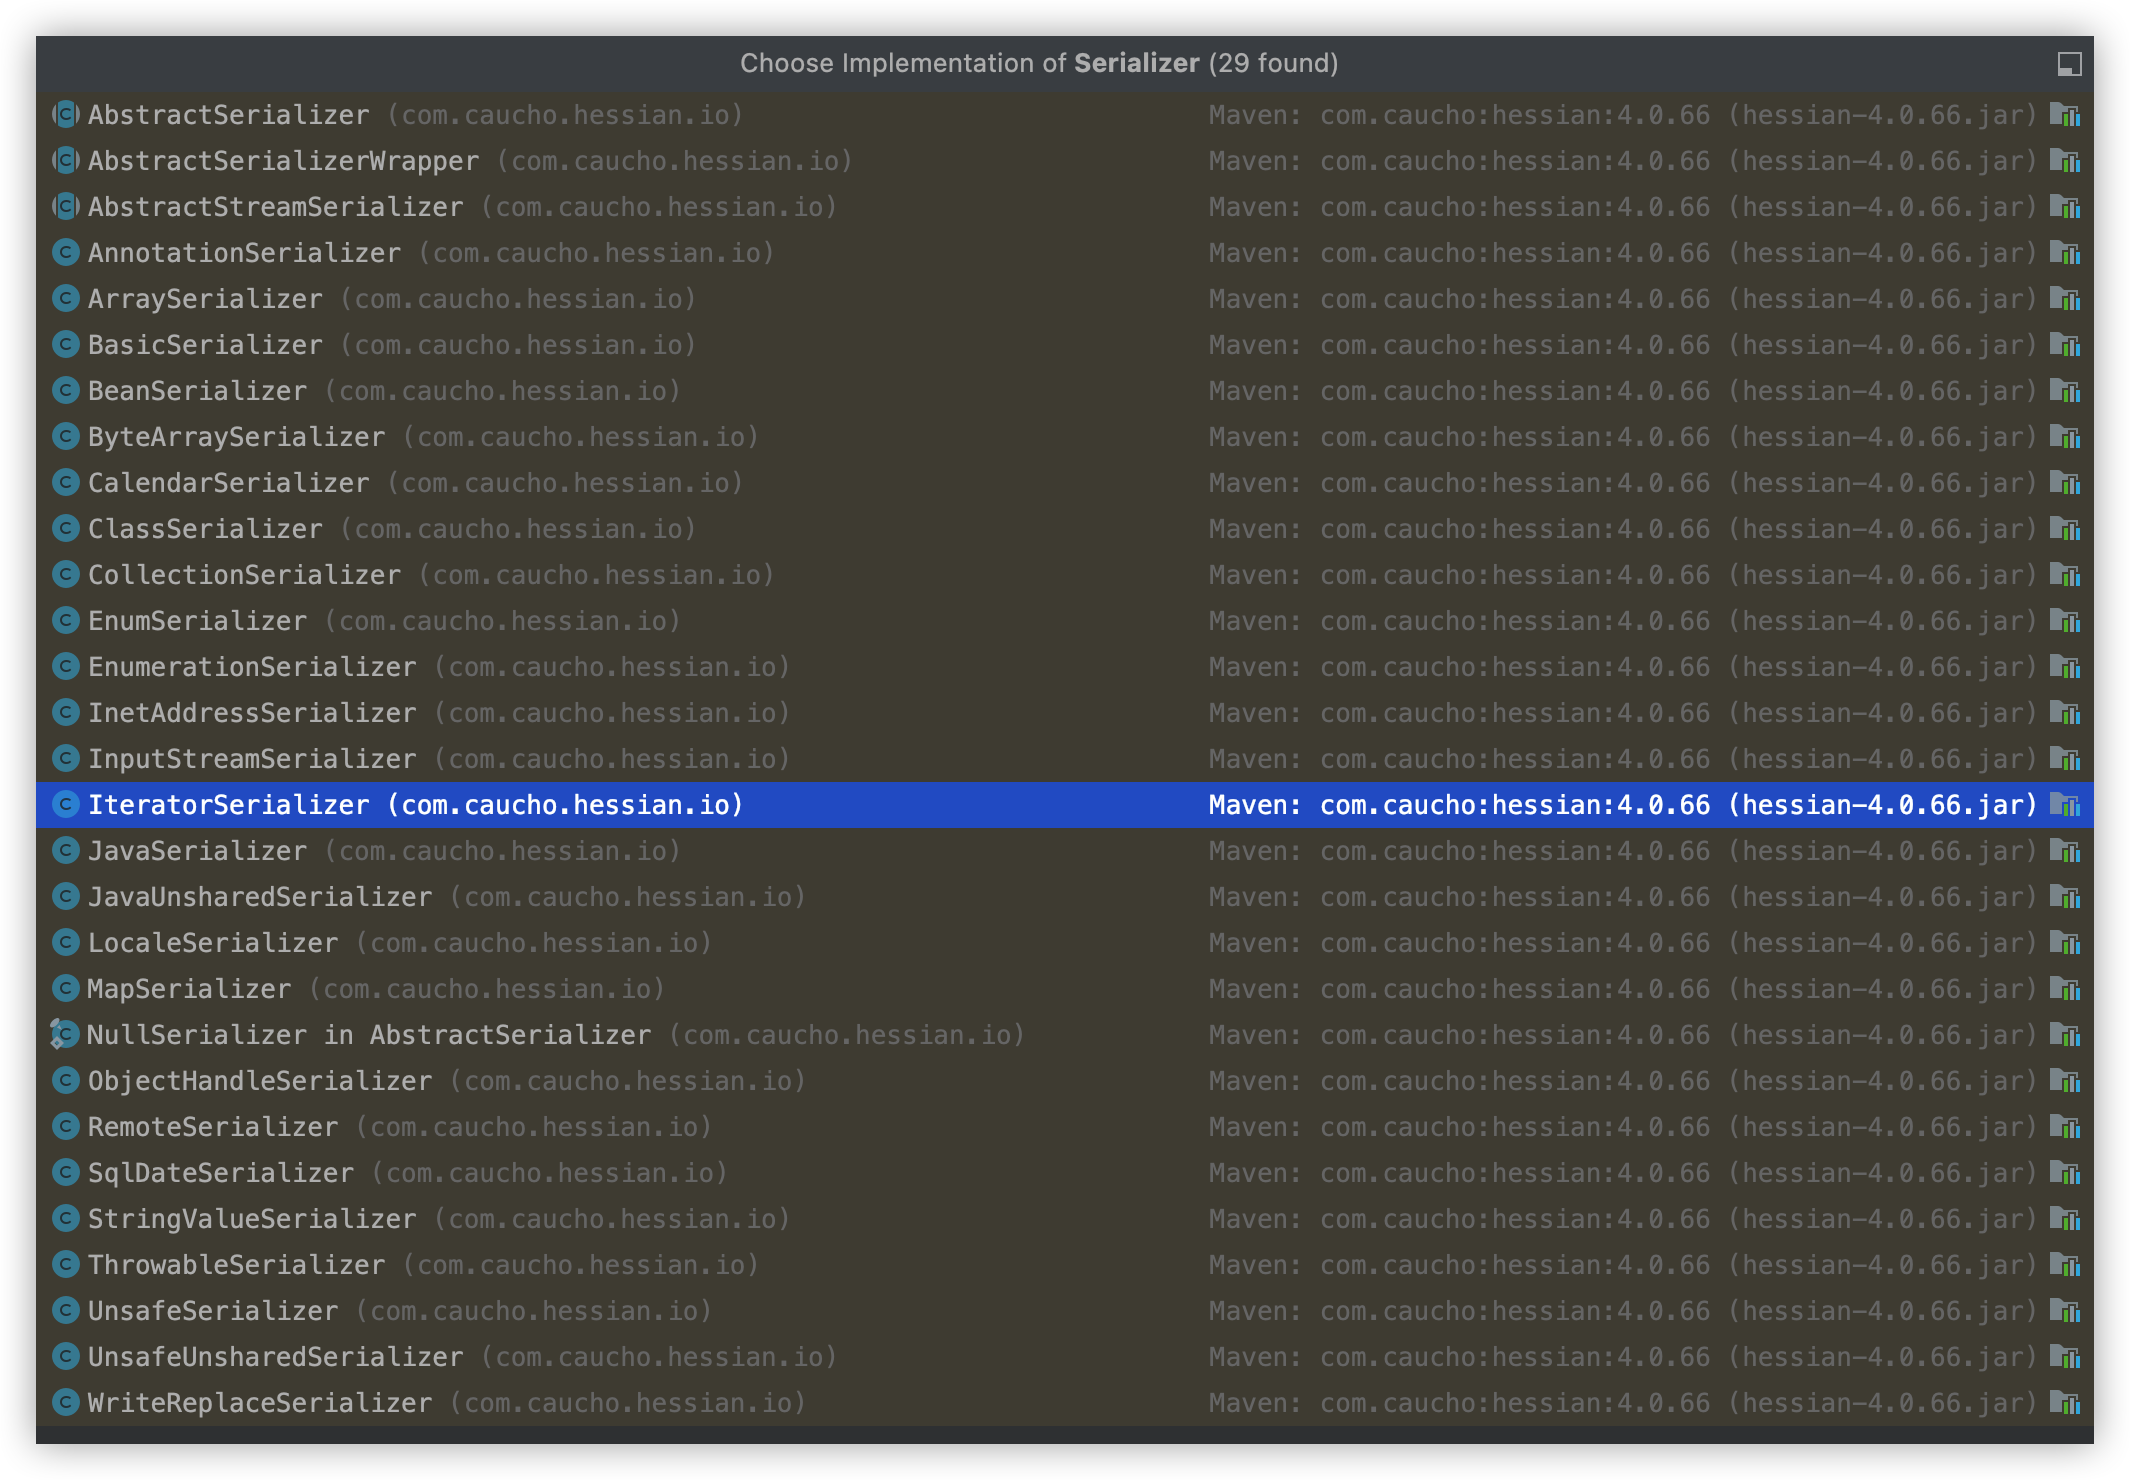 Choose Implementation of Serializer (29 found)
AbstractSerializer (com.caucho.hessian.io) Maven: com.caucho:hessian:4.0.66 (hessian-4.0.66.jar)
AbstractSerializerWrapper (com.caucho.hessian.io) Maven: com.caucho:hessian:4.0.66 (hessian-4.0.66.jar)
AbstractStreamSerializer (com.caucho.hessian.io) Maven: com.caucho:hessian:4.0.66 (hessian-4.0.66.jar)
AnnotationSerializer (com.caucho.hessian.io) Maven: com.caucho:hessian:4.0.66 (hessian-4.0.66.jar)
ArraySerializer (com.caucho.hessian.io) Maven: com.caucho:hessian:4.0.66 (hessian-4.0.66.jar)
BasicSerializer (com.caucho.hessian.io) Maven: com.caucho:hessian:4.0.66 (hessian-4.0.66.jar)
BeanSerializer (com.caucho.hessian.io) Maven: com.caucho:hessian:4.0.66 (hessian-4.0.66.jar)
ByteArraySerializer (com.caucho.hessian.io) Maven: com.caucho:hessian:4.0.66 (hessian-4.0.66.jar)
CalendarSerializer (com.caucho.hessian.io) Maven: com.caucho:hessian:4.0.66 (hessian-4.0.66.jar)
ClassSerializer (com.caucho.hessian.io) Maven: com.caucho:hessian:4.0.66 (hessian-4.0.66.jar)
CollectionSerializer (com.caucho.hessian.io) Maven: com.caucho:hessian:4.0.66 (hessian-4.0.66.jar)
EnumSerializer (com.caucho.hessian.io) Maven: com.caucho:hessian:4.0.66 (hessian-4.0.66.jar)
EnumerationSerializer (com.caucho.hessian.io) Maven: com.caucho:hessian:4.0.66 (hessian-4.0.66.jar)
InetAddressSerializer (com.caucho.hessian.io) Maven: com.caucho:hessian:4.0.66 (hessian-4.0.66.jar)
InputStreamSerializer (com.caucho.hessian.io) Maven: com.caucho:hessian:4.0.66 (hessian-4.0.66.jar)
IteratorSerializer (com.caucho.hessian.io) Maven: com.caucho:hessian:4.0.66 (hessian-4.0.66.jar)
JavaSerializer (com.caucho.hessian.io) Maven: com.caucho:hessian:4.0.66 (hessian-4.0.66.jar)
JavaUnsharedSerializer (com.caucho.hessian.io) Maven: com.caucho:hessian:4.0.66 (hessian-4.0.66.jar)
LocaleSerializer (com.caucho.hessian.io) Maven: com.caucho:hessian:4.0.66 (hessian-4.0.66.jar)
MapSerializer (com.caucho.hessian.io) Maven: com.caucho:hessian:4.0.66 (hessian-4.0.66.jar)
NullSerializer in AbstractSerializer (com.caucho.hessian.io) Maven: com.caucho:hessian:4.0.66 (hessian-4.0.66.jar)
ObjectHandleSerializer (com.caucho.hessian.io) Maven: com.caucho:hessian:4.0.66 (hessian-4.0.66.jar)
RemoteSerializer (com.caucho.hessian.io) Maven: com.caucho:hessian:4.0.66 (hessian-4.0.66.jar)
SqlDateSerializer (com.caucho.hessian.io) Maven: com.caucho:hessian:4.0.66 (hessian-4.0.66.jar)
StringValueSerializer (com.caucho.hessian.io) Maven: com.caucho:hessian:4.0.66 (hessian-4.0.66.jar)
ThrowableSerializer (com.caucho.hessian.io) Maven: com.caucho:hessian:4.0.66 (hessian-4.0.66.jar)
UnsafeSerializer (com.caucho.hessian.io) Maven: com.caucho:hessian:4.0.66 (hessian-4.0.66.jar)
UnsafeUnsharedSerializer (com.caucho.hessian.io) Maven: com.caucho:hessian:4.0.66 (hessian-4.0.66.jar)
WriteReplaceSerializer (com.caucho.hessian.io) Maven: com.caucho:hessian:4.0.66 (hessian-4.0.66.jar)